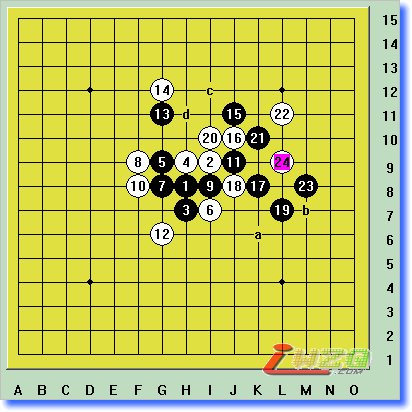 15
14
13
14 c 12
13 d 15 22 11
20 16 21 10
8 5 4 2 11 24 9
10 7 1 9 18 17 23 8
3 6 19 b 7
12 a 6
5
4
3
2
.COM 1
A B C D E F G H I J K L M N O